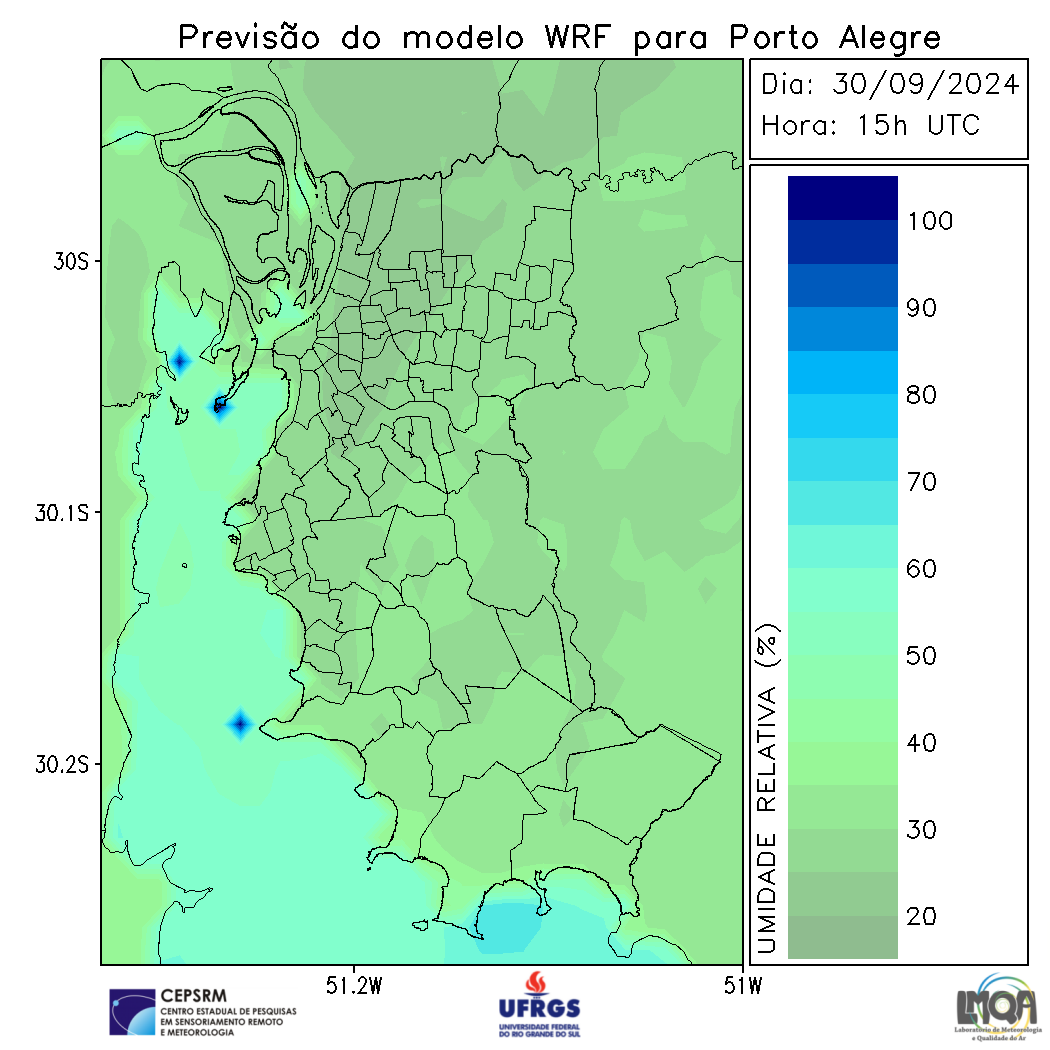 Previsão do modelo WRF para Porto Alegre
Dia: 30/09/2024
Hora: 15h UTC
30S
30.1S
30.2S
51.2W
51W
UMIDADE RELATIVA (%)
100
90
80
70
60
50
40
30
20
CEPSRM
CENTRO ESTADUAL DE PESQUISAS
EM SENSORIAMENTO REMOTO
E METEOROLOGIA
UFRGS
UNIVERSIDADE FEDERAL
DO RIO GRANDE DO SUL
LMQA
Laboratório de Meteorologia
e Qualidade do Ar